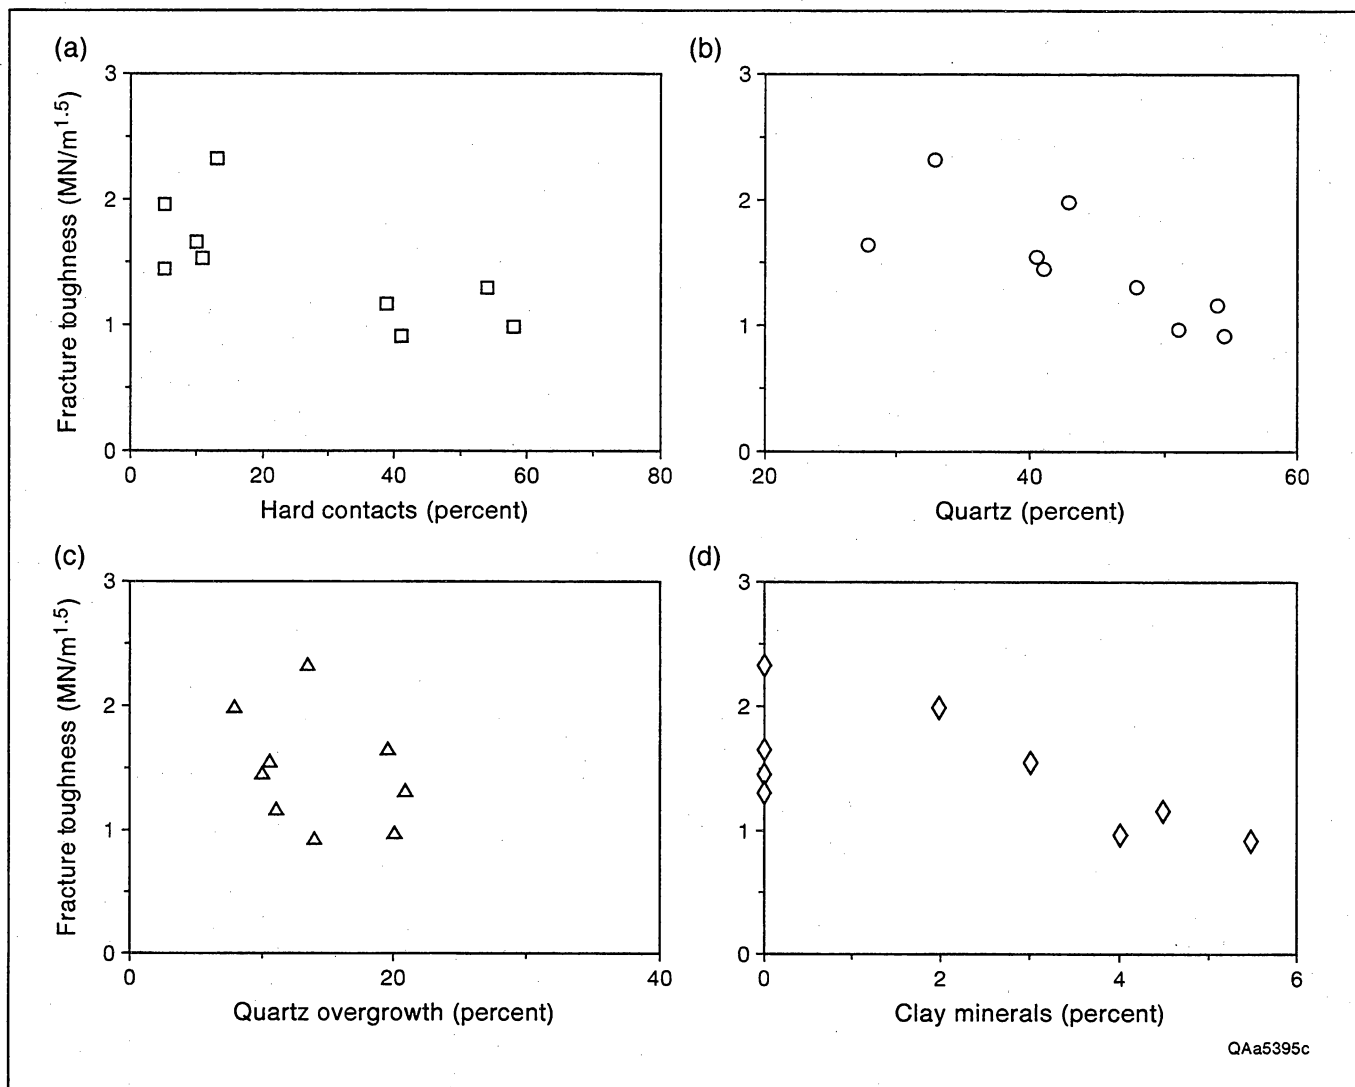 (a)
3
2
1
0
Fracture toughness (MN/m1.5)
0 20 40 60 80
Hard contacts (percent)
(b)
3
2
1
0
20 40 60
Quartz (percent)
(c)
3
2
1
0
Fracture toughness (MN/m1.5)
0 20 40
Quartz overgrowth (percent)
(d)
3
2
1
0
0 2 4 6
Clay minerals (percent)
QAa5395c